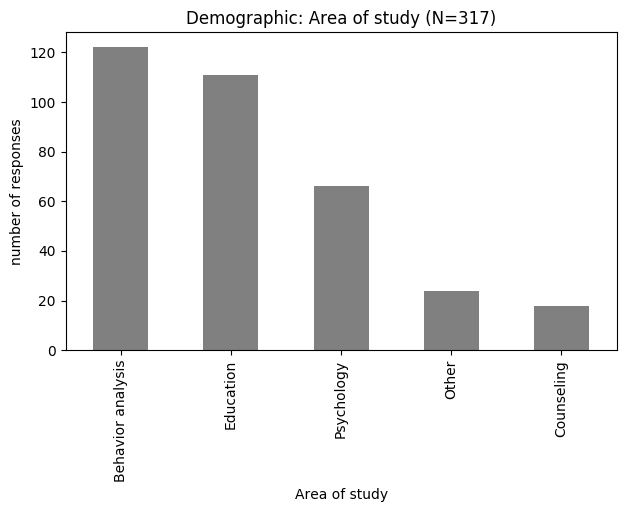 Demographic: Area of study (N=317)
number of responses
120
100
80
60
40
20
0
Behavior analysis
Education
Psychology
Other
Counseling
Area of study